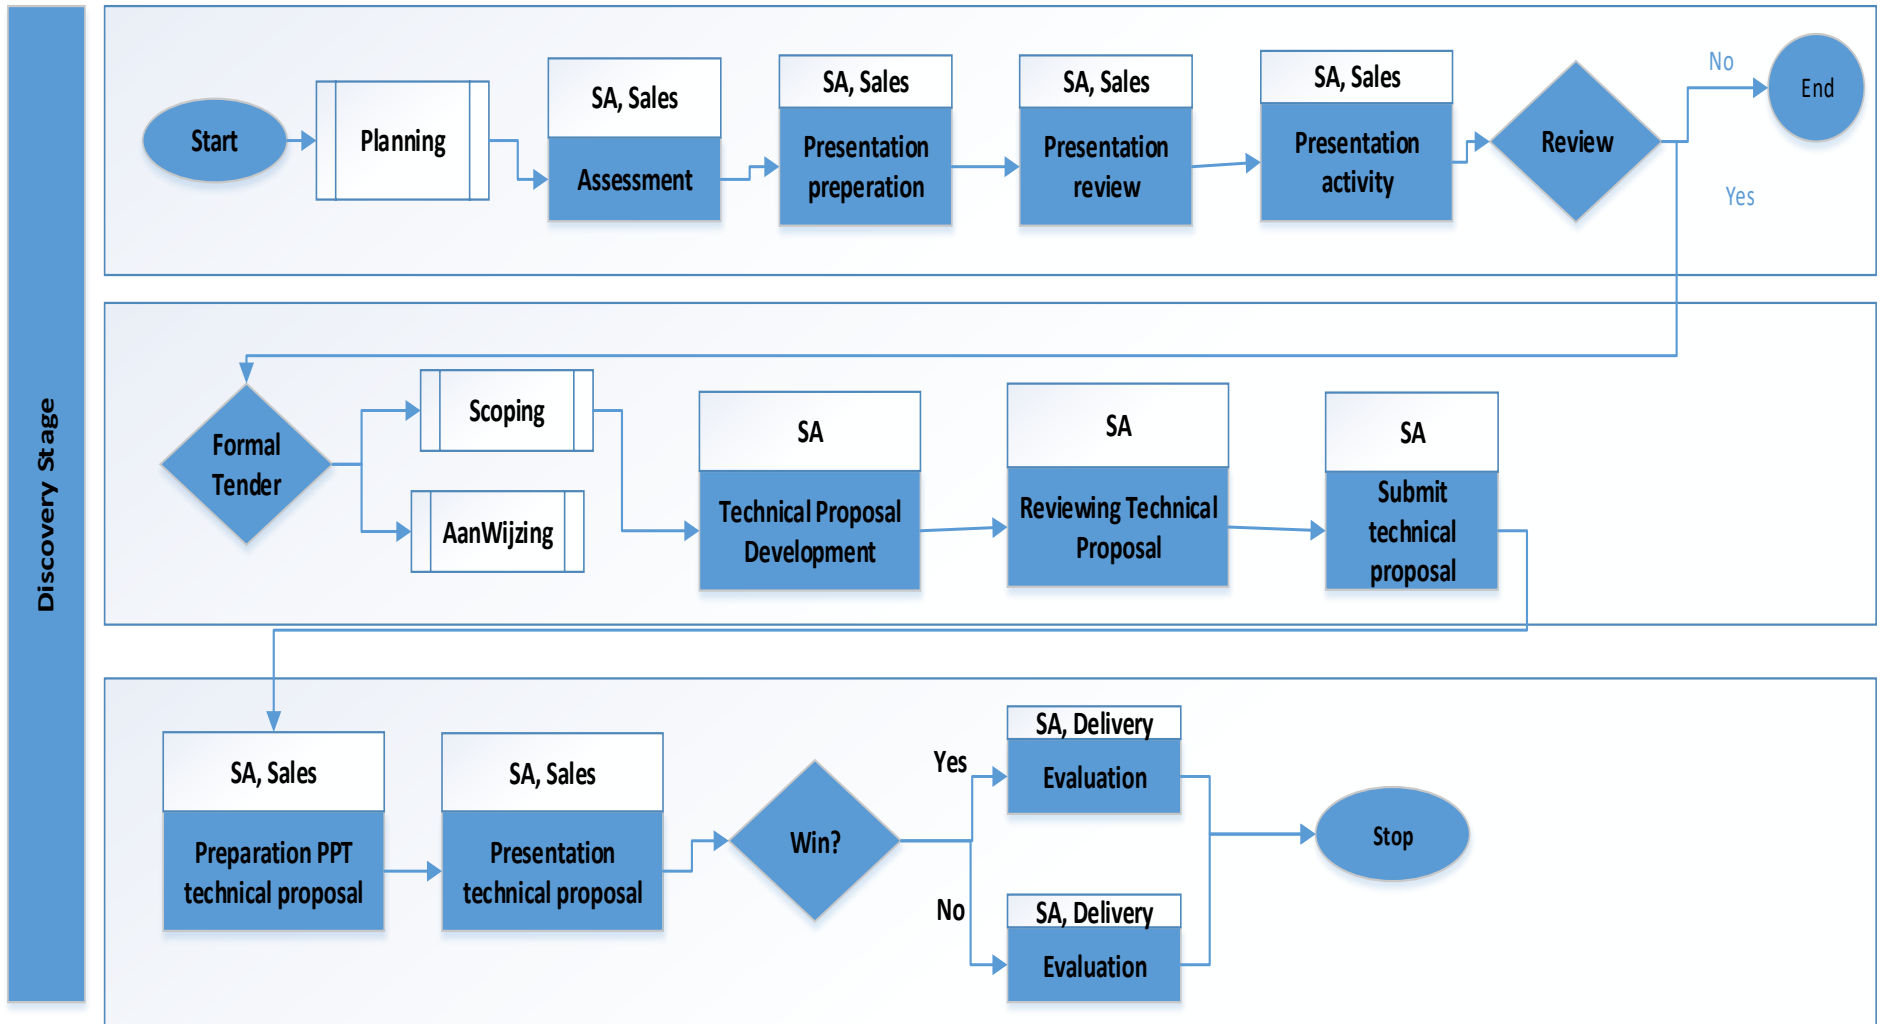 Discovery Stage
Start
Planning
SA, Sales
Assessment
SA, Sales
Presentation
preperation
SA, Sales
Presentation
review
SA, Sales
Presentation
activity
Review
No
End
Yes
Formal
Tender
Scoping
AanWijzing
SA
Technical Proposal
Development
SA
Reviewing Technical
Proposal
SA
Submit
technical
proposal
SA, Sales
Preparation PPT
technical proposal
SA, Sales
Presentation
technical proposal
Win?
Yes
SA, Delivery
Evaluation
No
SA, Delivery
Evaluation
Stop